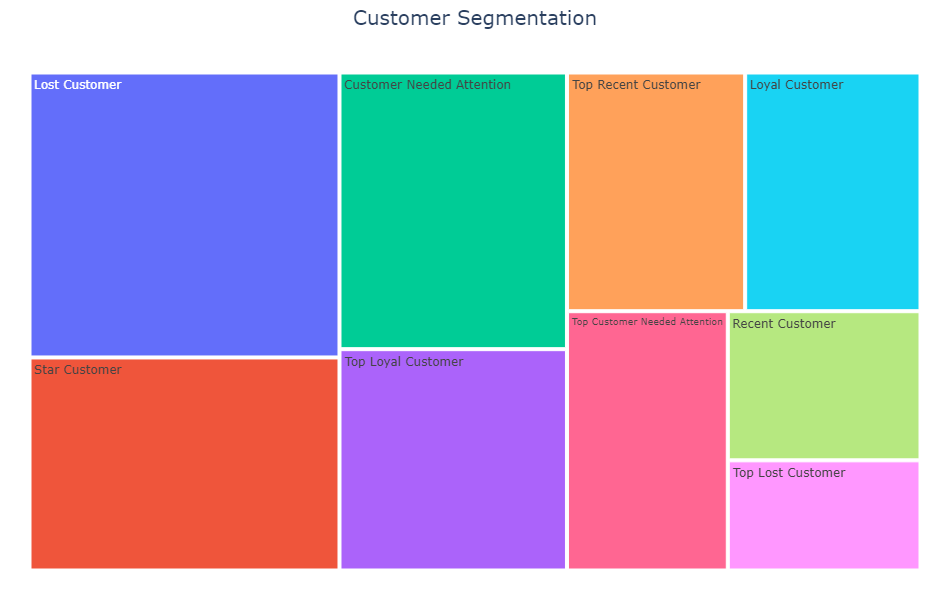 Customer Segmentation
Lost Customer
Customer Needed Attention
Top Recent Customer
Loyal Customer
Top Customer Needed Attention
Recent Customer
Star Customer
Top Loyal Customer
Top Lost Customer